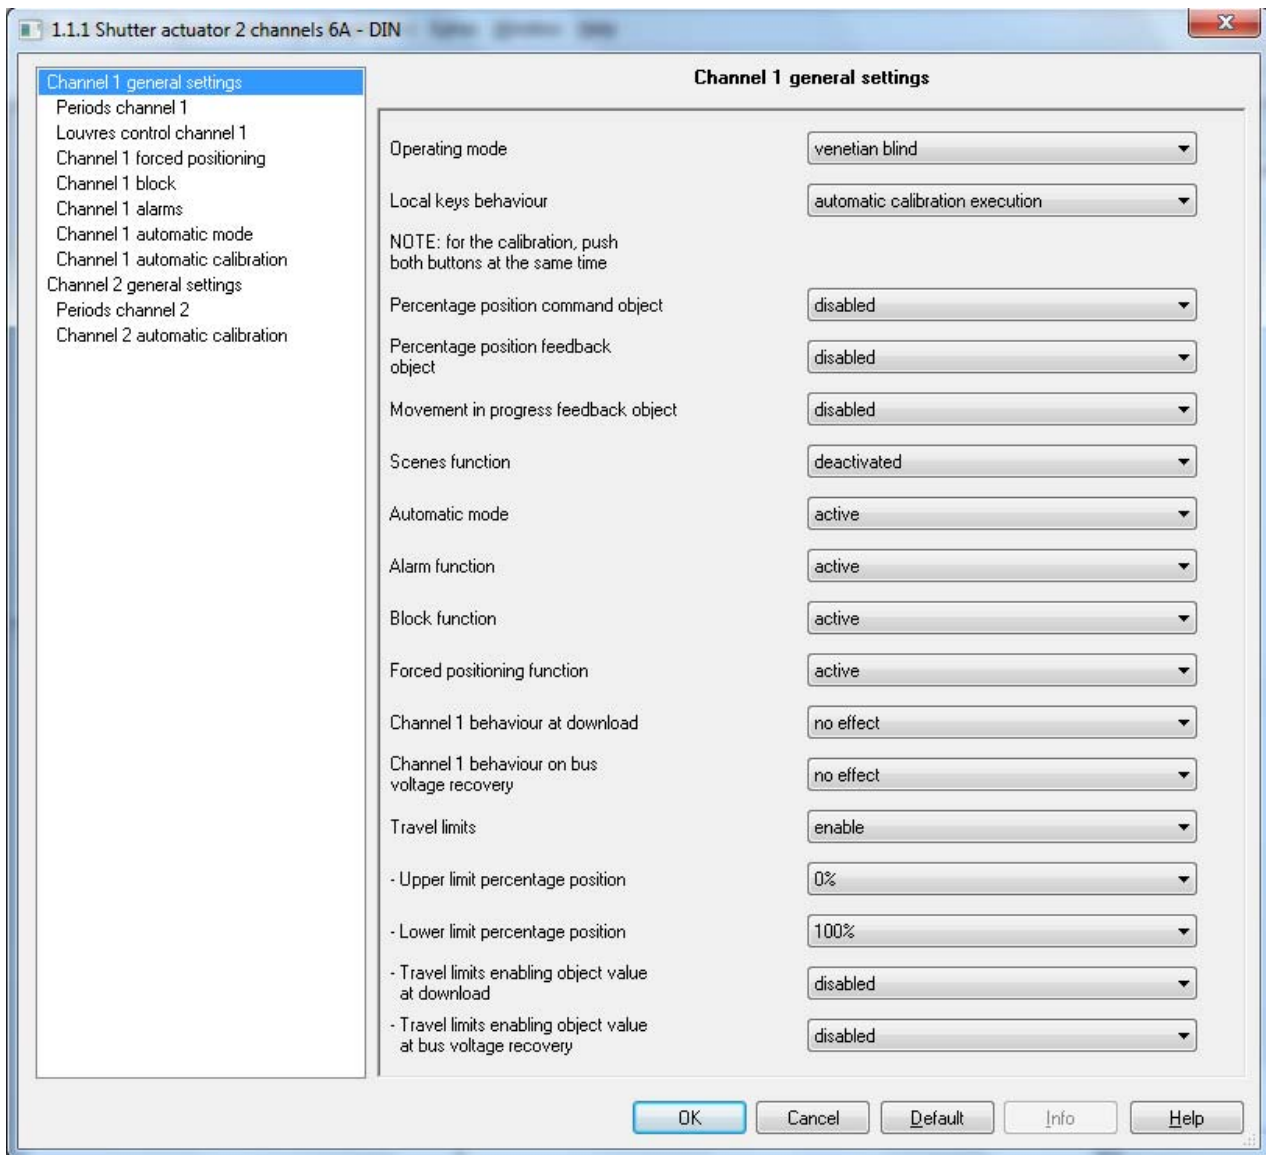 1.1.1 Shutter actuator 2 channels 6A - DIN
Channel 1 general settings
Periods channel 1
Louvres control channel 1
Channel 1 forced positioning
Channel 1 block
Channel 1 alarms
Channel 1 automatic mode
Channel 1 automatic calibration
Channel 2 general settings
Periods channel 2
Channel 2 automatic calibration
Channel 1 general settings
Operating mode venetian blind
Local keys behaviour automatic calibration execution
NOTE: for the calibration, push
both buttons at the same time
Percentage position command object disabled
Percentage position feedback
object disabled
Movement in progress feedback object disabled
Scenes function deactivated
Automatic mode active
Alarm function active
Block function active
Forced positioning function active
Channel 1 behaviour at download no effect
Channel 1 behaviour on bus
voltage recovery no effect
Travel limits enable
- Upper limit percentage position 0%
- Lower limit percentage position 100%
- Travel limits enabling object value
at download disabled
- Travel limits enabling object value
at bus voltage recovery disabled
OK Cancel Default Info Help